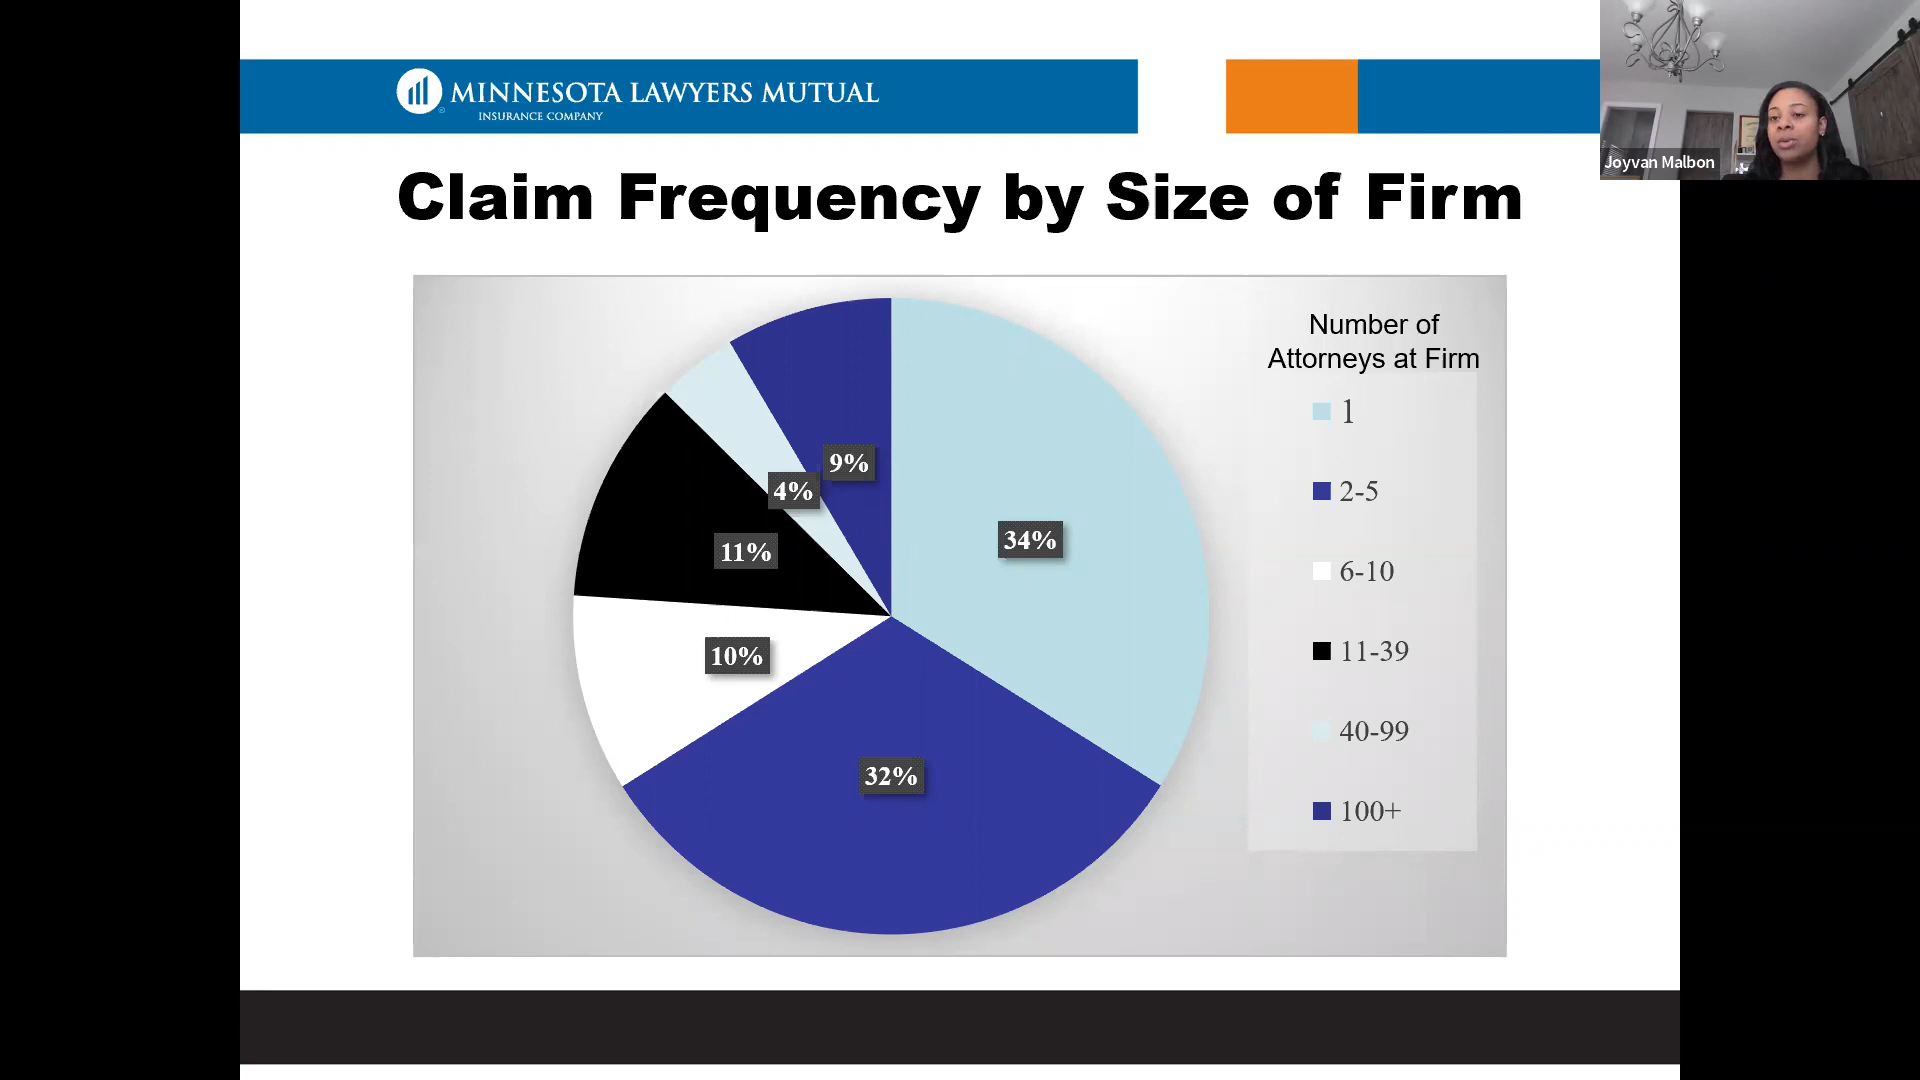 MINNESOTA LAWYERS MUTUAL
INSURANCE COMPANY
Joyvan Malbon
Claim Frequency by Size of Firm
Number of
Attorneys at Firm
1
2-5
6-10
11-39
40-99
100+
9%
4%
34%
11%
10%
32%